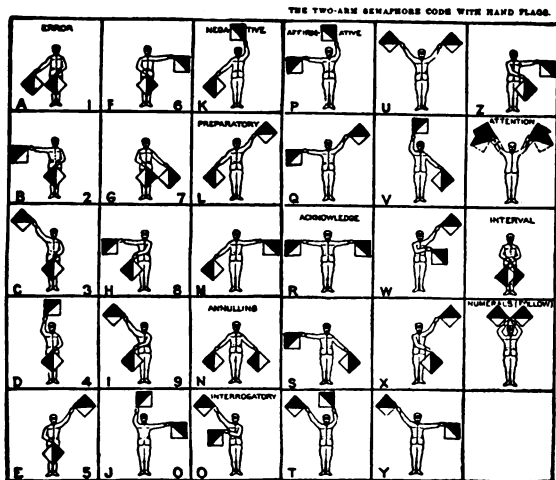 THE TWO-ARM SEMAPHORE CODE WITH HAND FLAGS.
ERROR
A 1
F 6
NEGATIVE
K
AFFIRMATIVE
P
U
Z
B 2
G 7
PREPARATORY
L
Q
V
ATTENTION
C 3
H 8
M
ACKNOWLEDGE
R
W
INTERVAL
D 4
I 9
ANNULLING
N
S
X
NUMERALS (FOLLOW)
E 5
J 0
INTERROGATORY
O
T
Y